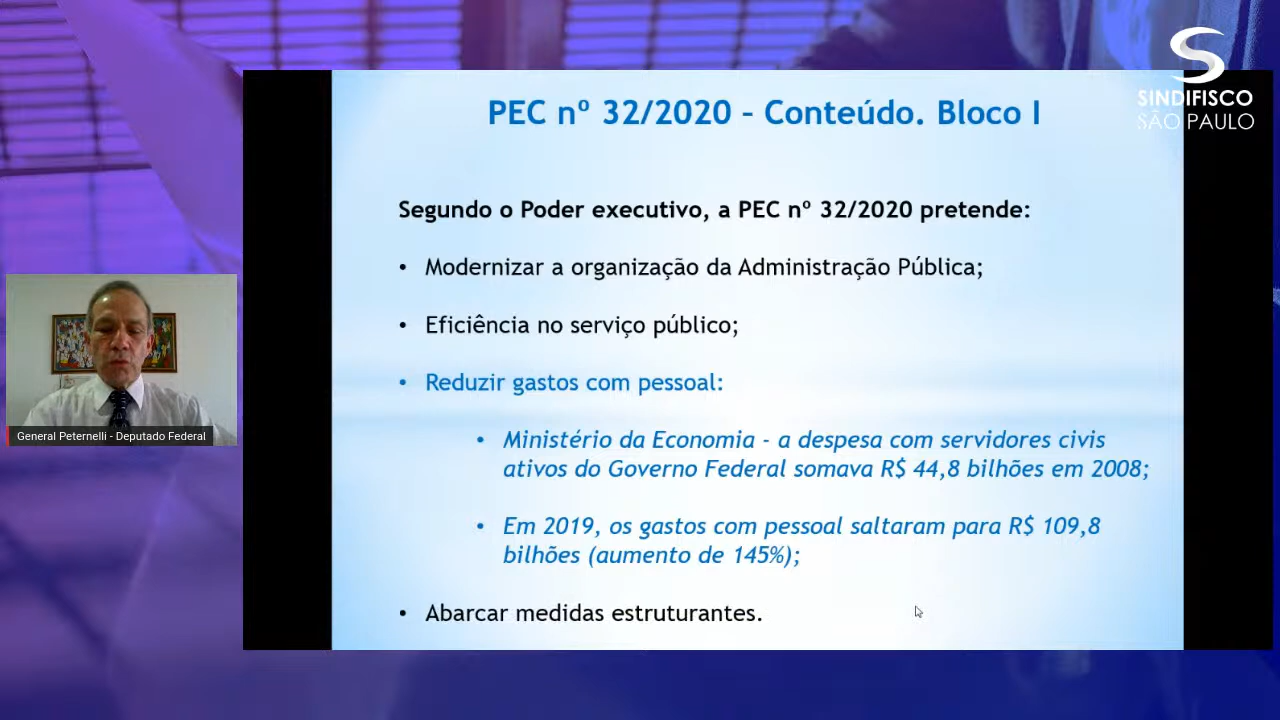 SINDIFISCO
SÃO PAULO
PEC nº 32/2020 – Conteúdo. Bloco I
Segundo o Poder executivo, a PEC nº 32/2020 pretende:
• Modernizar a organização da Administração Pública;
• Eficiência no serviço público;
• Reduzir gastos com pessoal:
• Ministério da Economia - a despesa com servidores civis
ativos do Governo Federal somava R$ 44,8 bilhões em 2008;
• Em 2019, os gastos com pessoal saltaram para R$ 109,8
bilhões (aumento de 145%);
• Abarcar medidas estruturantes.
General Peternelli - Deputado Federal